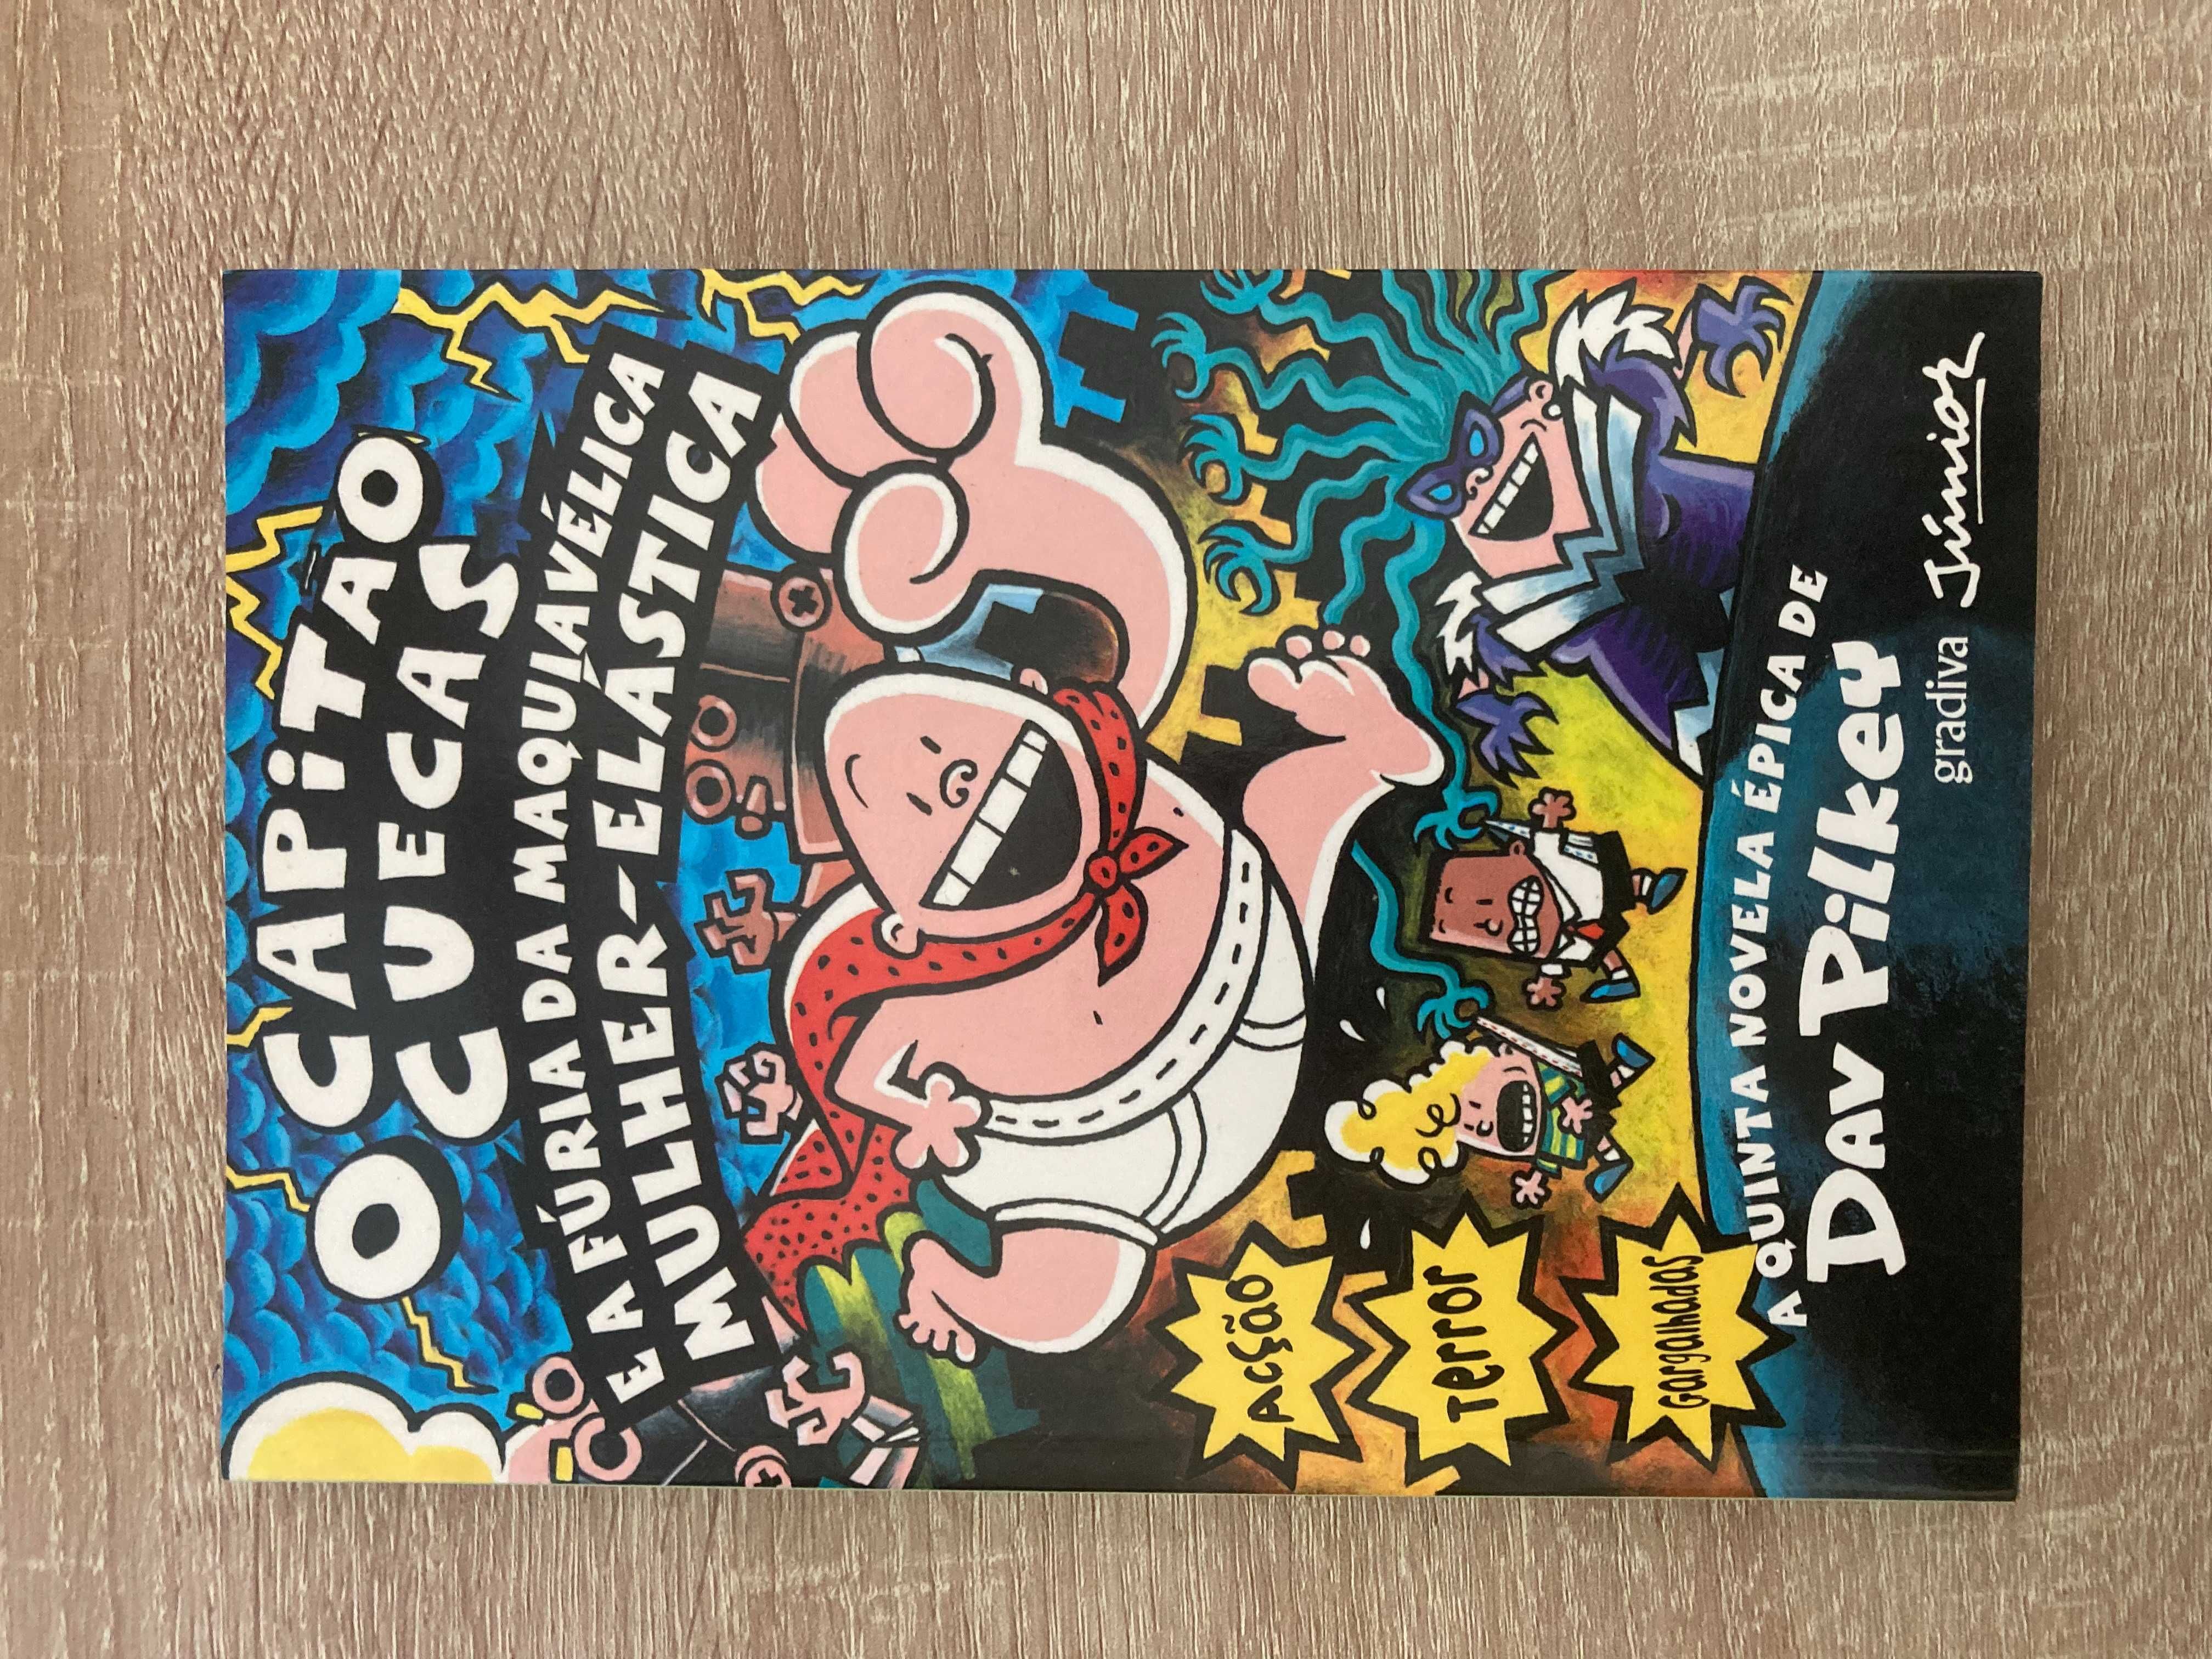 O CAPITÃO
CUECAS
E A FÚRIA DA MAQUIAVÉLICA
MULHER-ELÁSTICA
ACÇÃO
Terror
Gargalhadas
A QUINTA NOVELA ÉPICA DE
DAV PILKEY
gradiva Júnior